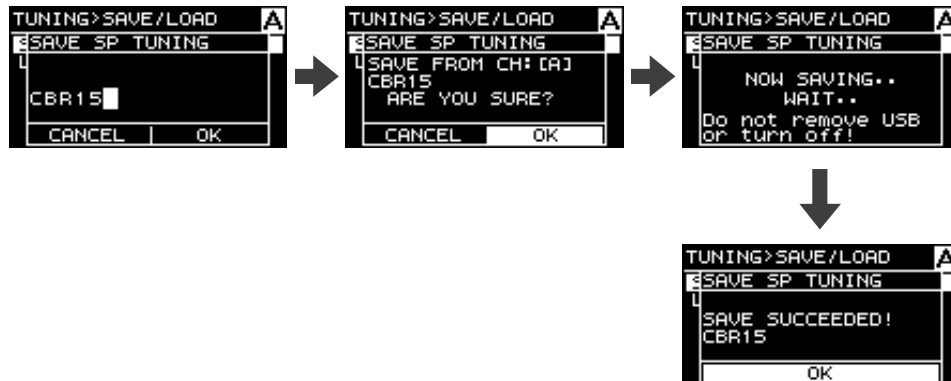 TUNING>SAVE/LOAD A
SAVE SP TUNING
CBR15
CANCEL OK
TUNING>SAVE/LOAD A
SAVE SP TUNING
SAVE FROM CH:[A]
CBR15
ARE YOU SURE?
CANCEL OK
TUNING>SAVE/LOAD A
SAVE SP TUNING
NOW SAVING..
WAIT..
Do not remove USB
or turn off!
TUNING>SAVE/LOAD A
SAVE SP TUNING
SAVE SUCCEEDED!
CBR15
OK